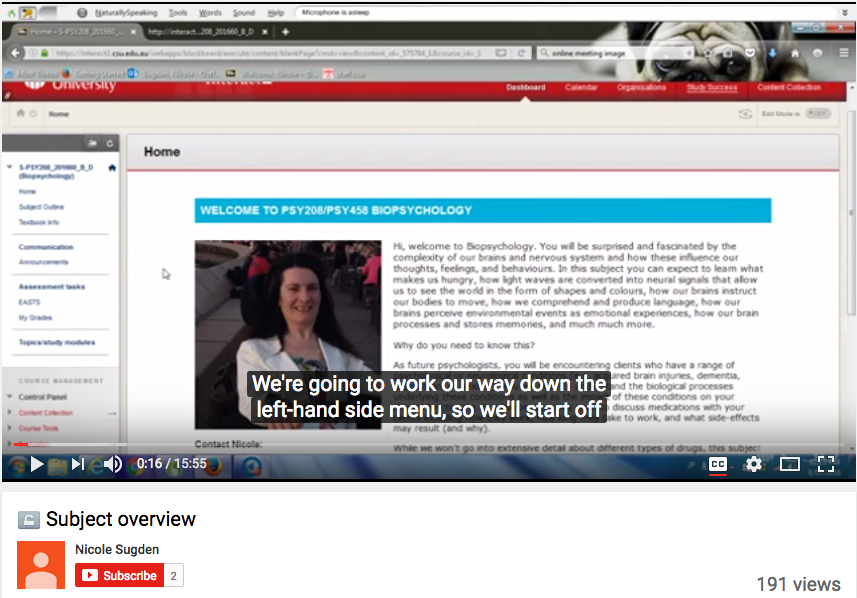 NaturallySpeaking Tools Words Sound Help Microphone is asleep
Home – S-PSY208_201660_... × http://interact2...08_201660_B_D ×
https://interact2.csu.edu.au/webapps/blackboard/execute/content/blankPage?cmd=view&content_id=_575784_1&course_id=_3
online meeting image
Most Visited Getting Started
University
Dashboard Calendar Organisations Study Success Content Collection
Home
Edit Mode is
Home
S-PSY208_201660_B_D
(Biopsychology)
Home
Subject Outline
Textbook Info
Communication
Announcements
Assessment tasks
EASTS
My Grades
Topics/study modules
COURSE MANAGEMENT
Control Panel
Content Collection
Course Tools
WELCOME TO PSY208/PSY458 BIOPSYCHOLOGY
Hi, welcome to Biopsychology. You will be surprised and fascinated by the
complexity of our brains and nervous system and how these influence our
thoughts, feelings, and behaviours. In this subject you can expect to learn what
makes us hungry, how light waves are converted into neural signals that allow
us to see the world in the form of shapes and colours, how our brains instruct
our bodies to move, how we comprehend and produce language, how our
brains perceive environmental events as emotional experiences, how our brain
processes and stores memories, and much much more.
Why do you need to know this?
As future psychologists, you will be encountering clients who have a range of
acquired brain injuries, dementia,
and the biological processes
of these conditions on your
to discuss medications with your
take to work, and what side-effects
may result (and why).
While we won't go into extensive detail about different types of drugs, this subject
Contact Nicole:
We're going to work our way down the
left-hand side menu, so we'll start off
0:16 / 15:55
CC
Subject overview
Nicole Sugden
Subscribe 2
191 views